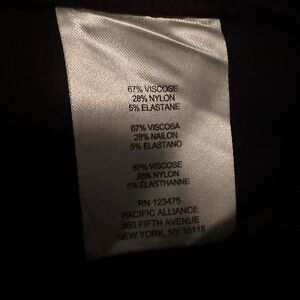 67% VISCOSE
28% NYLON
5% ELASTANE
67% VISCOSA
28% NAILON
5% ELASTANO
67% VISCOSE
28% NYLON
5% ELASTHANNE
RN 123475
PACIFIC ALLIANCE
350 FIFTH AVENUE
NEW YORK, NY 10118